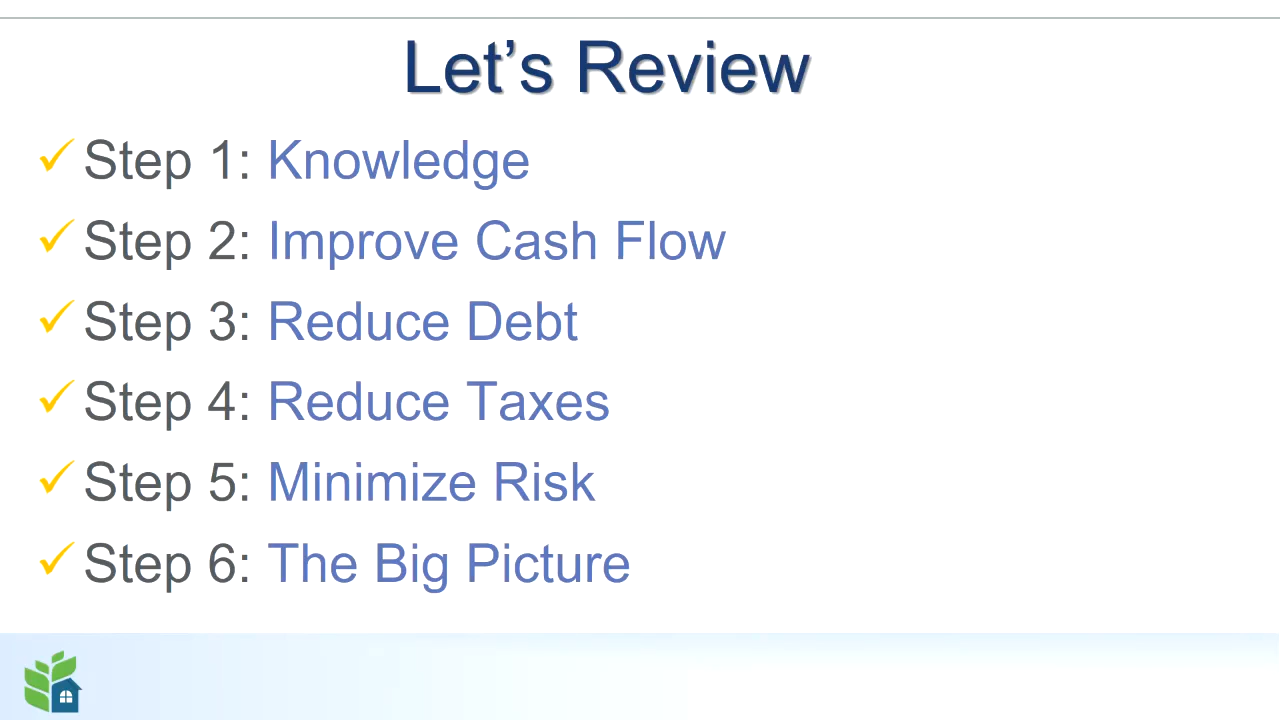 Let’s Review
✓ Step 1: Knowledge
✓ Step 2: Improve Cash Flow
✓ Step 3: Reduce Debt
✓ Step 4: Reduce Taxes
✓ Step 5: Minimize Risk
✓ Step 6: The Big Picture